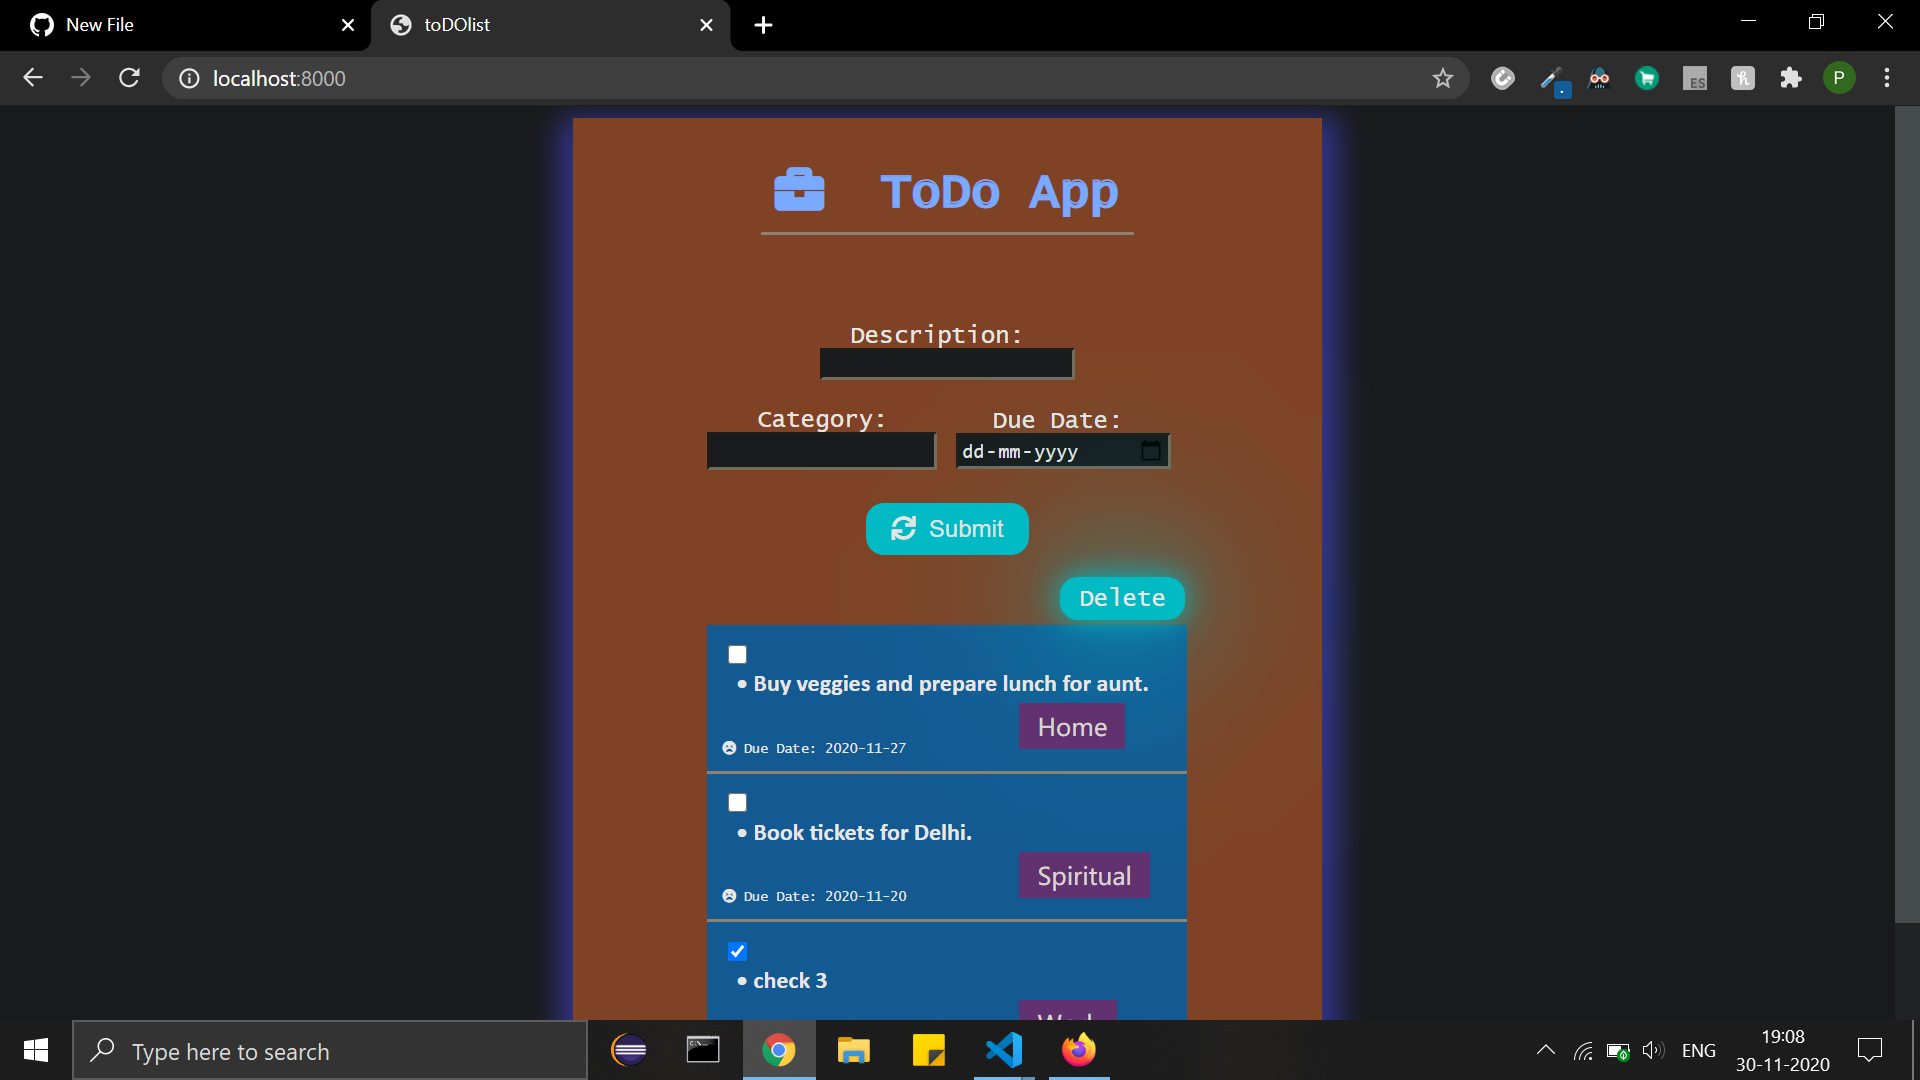 New File
toDOlist
localhost:8000
ES
P
ToDo App
Description:
Category:
Due Date:
dd-mm-yyyy
Submit
Delete
• Buy veggies and prepare lunch for aunt.
Home
Due Date: 2020-11-27
• Book tickets for Delhi.
Spiritual
Due Date: 2020-11-20
• check 3
Type here to search
ENG
19:08
30-11-2020